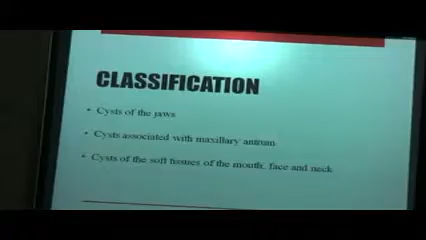 CLASSIFICATION
• Cysts of the jaws
• Cysts associated with maxillary antrum
• Cysts of the soft tissues of the mouth, face and neck